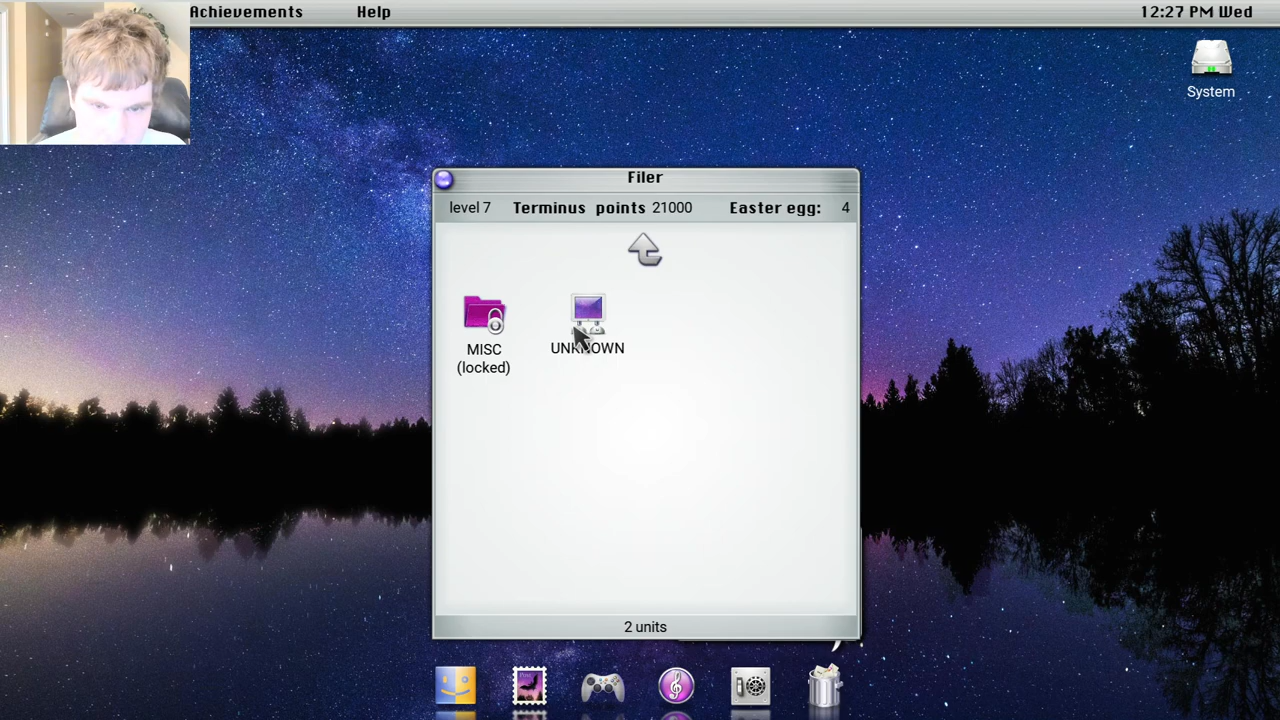 Achievements Help 12:27 PM Wed
System
Filer
level 7 Terminus points 21000 Easter egg: 4
MISC UNKNOWN
(locked)
2 units